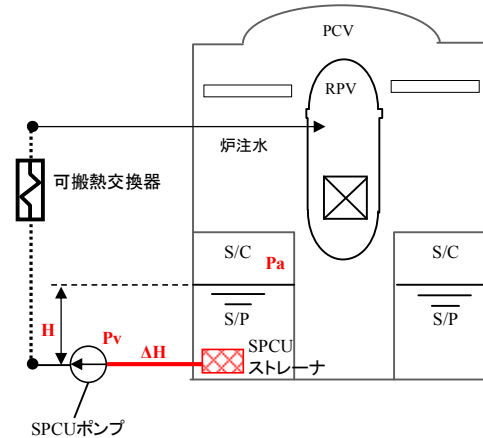 PCV
RPV
炉注水
可搬熱交換器
S/C
Pa
S/C
S/P
S/P
H
Pv
ΔH
SPCU
ストレーナ
SPCUポンプ